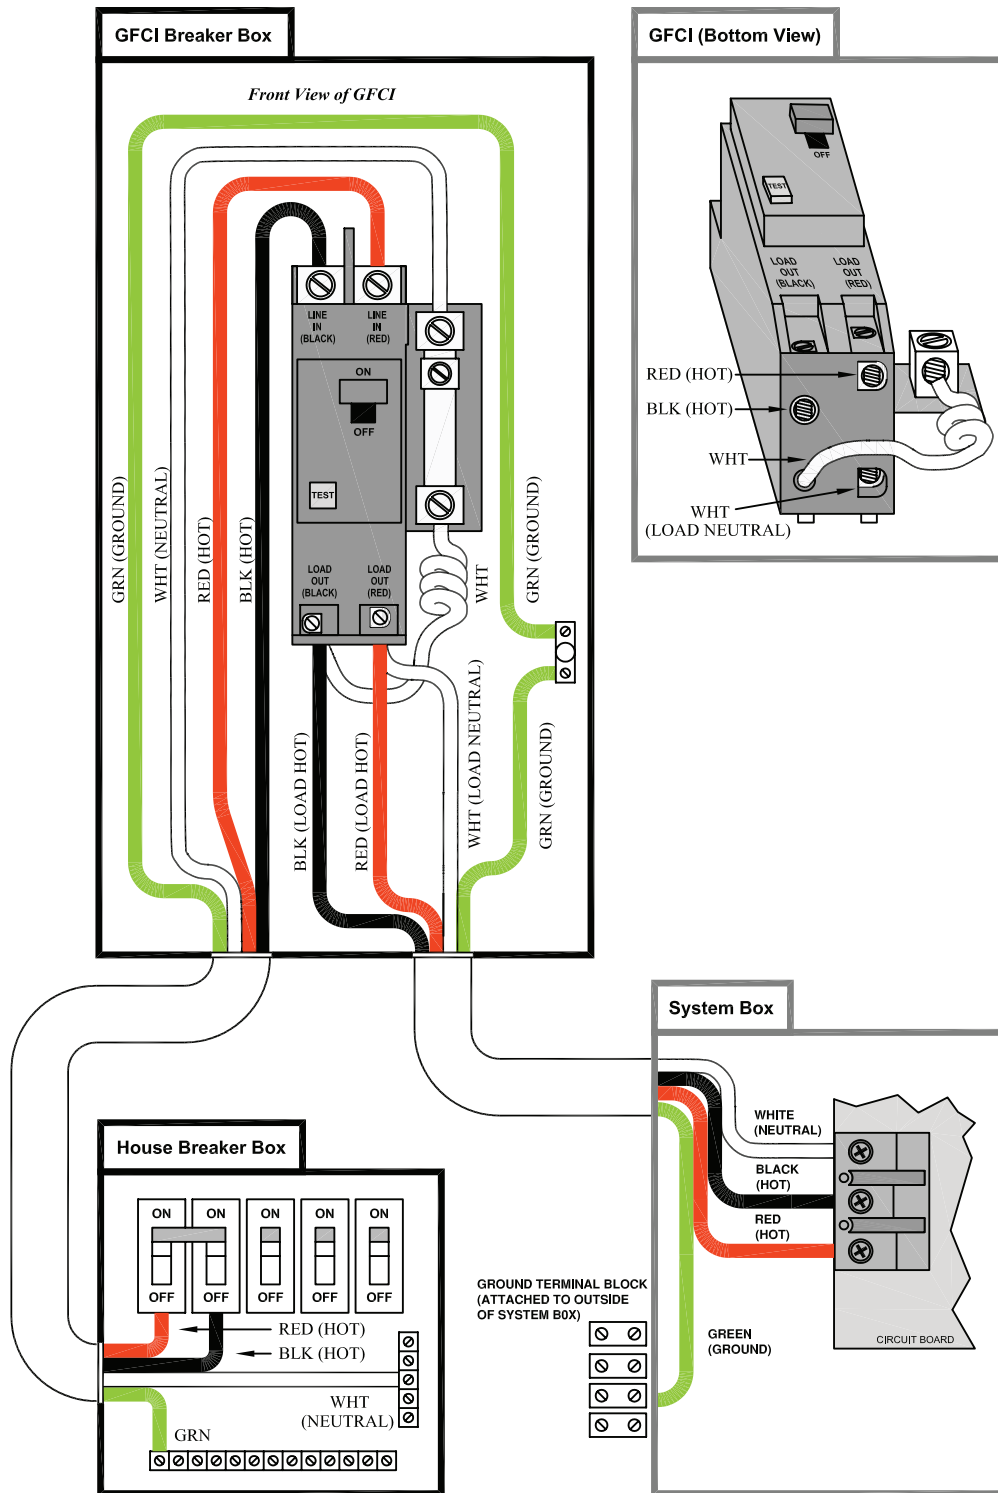 GFCI Breaker Box
Front View of GFCI
LINE
IN
(BLACK)
LINE
IN
(RED)
ON
OFF
TEST
LOAD
OUT
(BLACK)
LOAD
OUT
(RED)
GRN (GROUND)
WHT (NEUTRAL)
RED (HOT)
BLK (HOT)
WHT
GRN (GROUND)
BLK (LOAD HOT)
RED (LOAD HOT)
WHT (LOAD NEUTRAL)
GRN (GROUND)
GFCI (Bottom View)
OFF
TEST
LOAD
OUT
(BLACK)
LOAD
OUT
(RED)
RED (HOT)
BLK (HOT)
WHT
WHT
(LOAD NEUTRAL)
House Breaker Box
ON
ON
ON
ON
ON
OFF
OFF
OFF
OFF
OFF
RED (HOT)
BLK (HOT)
WHT
(NEUTRAL)
GRN
System Box
WHITE
(NEUTRAL)
BLACK
(HOT)
RED
(HOT)
GROUND TERMINAL BLOCK
(ATTACHED TO OUTSIDE
OF SYSTEM BOX)
GREEN
(GROUND)
CIRCUIT BOARD